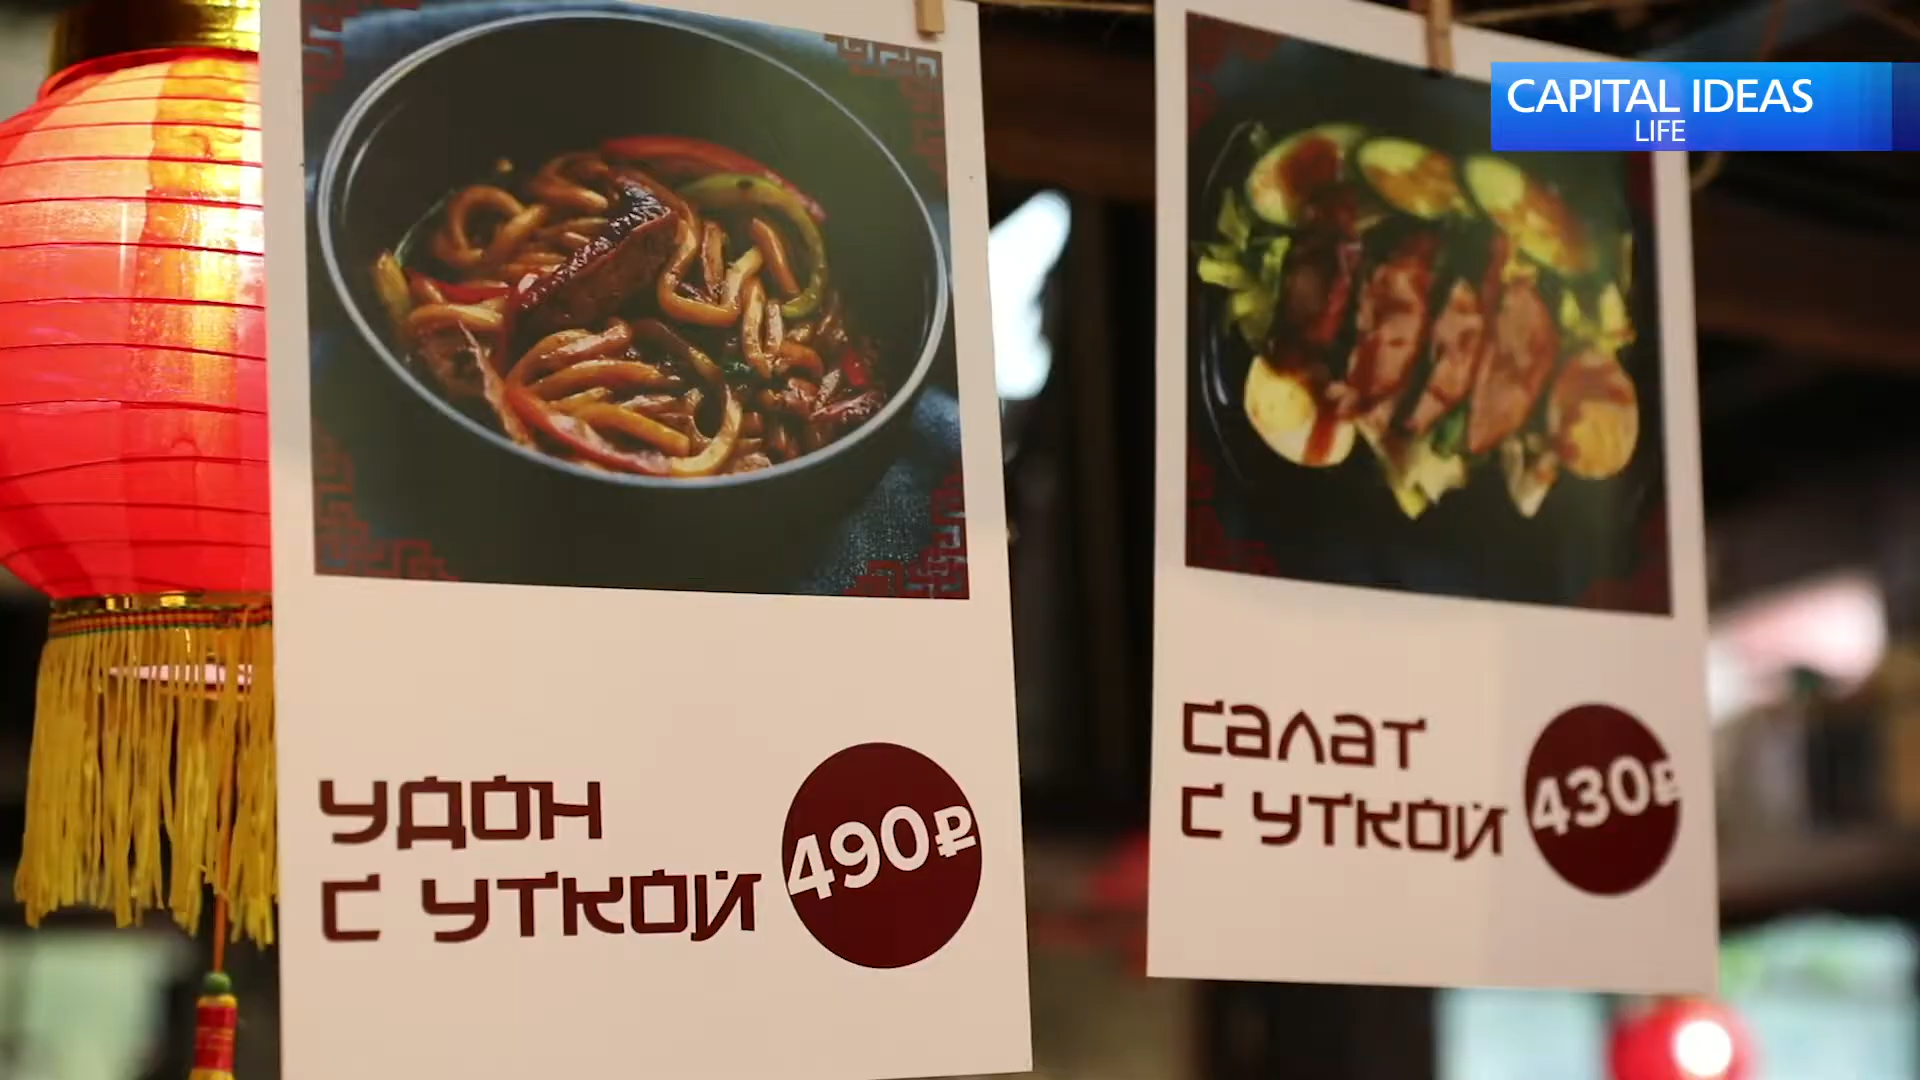 CAPITAL IDEAS
LIFE
УДОН
С УТКОЙ
490₽
САЛАТ
С УТКОЙ
430₽